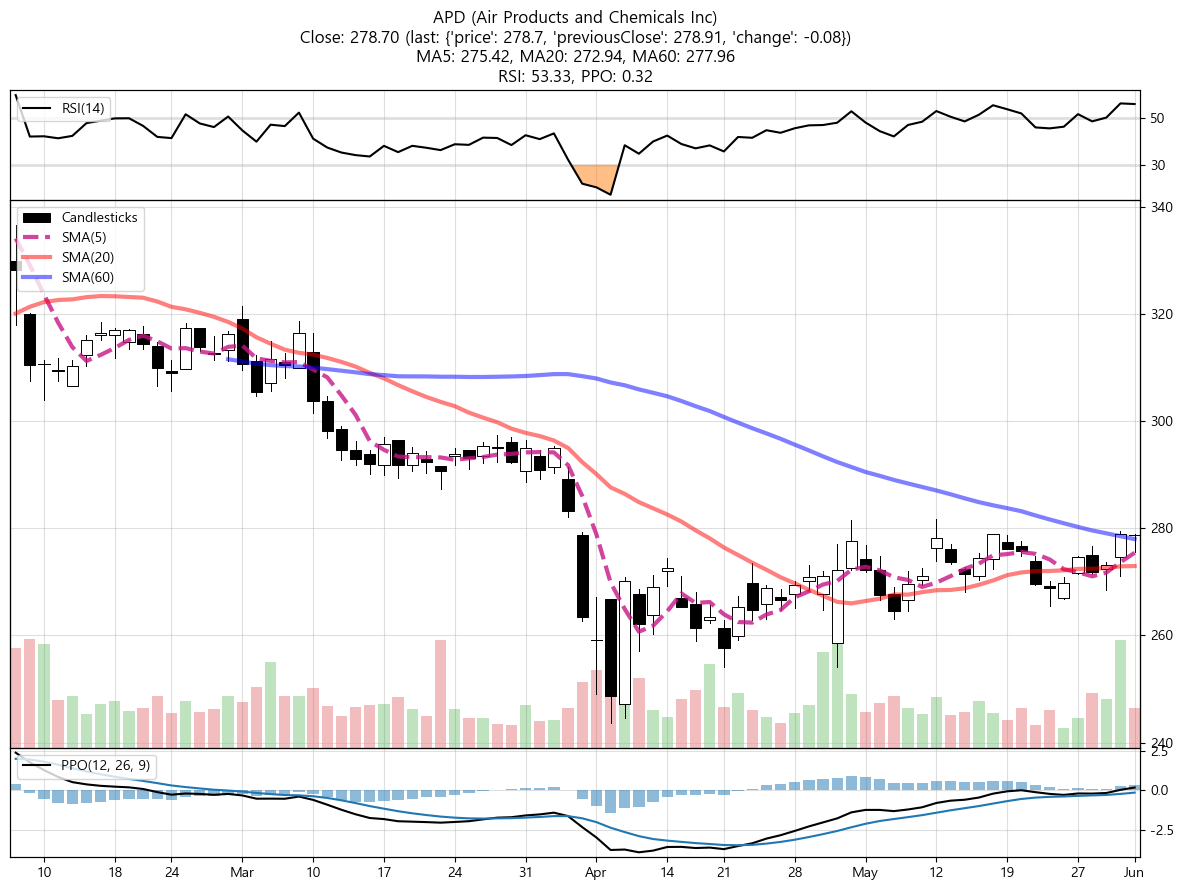 APD (Air Products and Chemicals Inc)
Close: 278.70 (last: {'price': 278.7, 'previousClose': 278.91, 'change': -0.08})
MA5: 275.42, MA20: 272.94, MA60: 277.96
RSI: 53.33, PPO: 0.32
RSI(14)
50
30
Candlesticks
SMA(5)
SMA(20)
SMA(60)
340
320
300
280
260
240
PPO(12, 26, 9)
2.5
0.0
-2.5
10 18 24 Mar 10 17 24 31 Apr 14 21 28 May 12 19 27 Jun